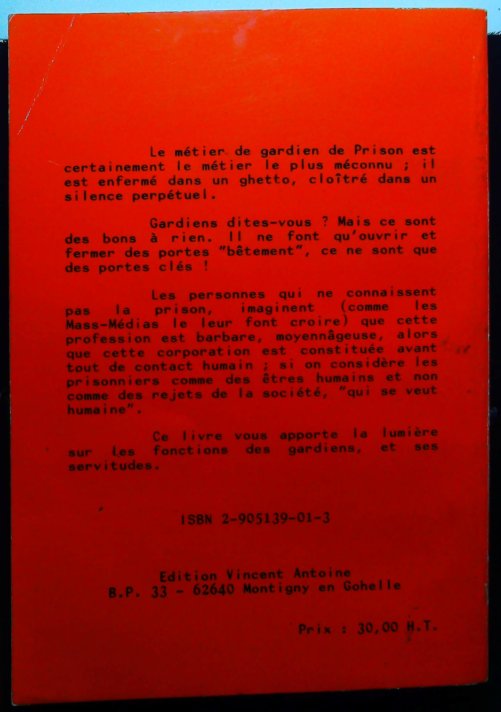 Le métier de gardien de Prison est
certainement le métier le plus méconnu ; il
est enfermé dans un ghetto, cloîtré dans un
silence perpétuel.
Gardiens dites-vous ? Mais ce sont
des bons à rien. Il ne font qu'ouvrir et
fermer des portes "bêtement", ce ne sont que
des portes clés !
Les personnes qui ne connaissent
pas la prison, imaginent (comme les
Mass-Médias le leur font croire) que cette
profession est barbare, moyennâgeuse, alors
que cette corporation est constituée avant
tout de contact humain ; si on considère les
prisonniers comme des êtres humains et non
comme des rejets de la société, "qui se veut
humaine".
Ce livre vous apporte la lumière
sur les fonctions des gardiens, et ses
servitudes.
ISBN 2-905139-01-3
Edition Vincent Antoine
B.P. 33 - 62640 Montigny en Gohelle
Prix : 30,00 H.T.